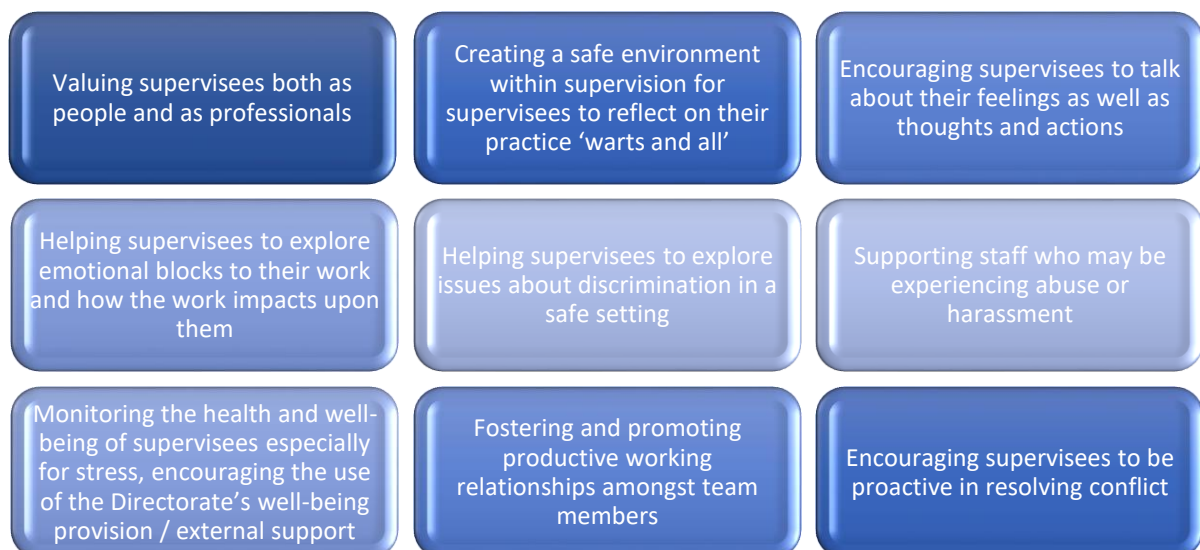 Valuing supervisees both as
people and as professionals
Creating a safe environment
within supervision for
supervisees to reflect on their
practice ‘warts and all’
Encouraging supervisees to talk
about their feelings as well as
thoughts and actions
Helping supervisees to explore
emotional blocks to their work
and how the work impacts upon
them
Helping supervisees to explore
issues about discrimination in a
safe setting
Supporting staff who may be
experiencing abuse or
harassment
Monitoring the health and well-
being of supervisees especially
for stress, encouraging the use
of the Directorate’s well-being
provision / external support
Fostering and promoting
productive working
relationships amongst team
members
Encouraging supervisees to be
proactive in resolving conflict